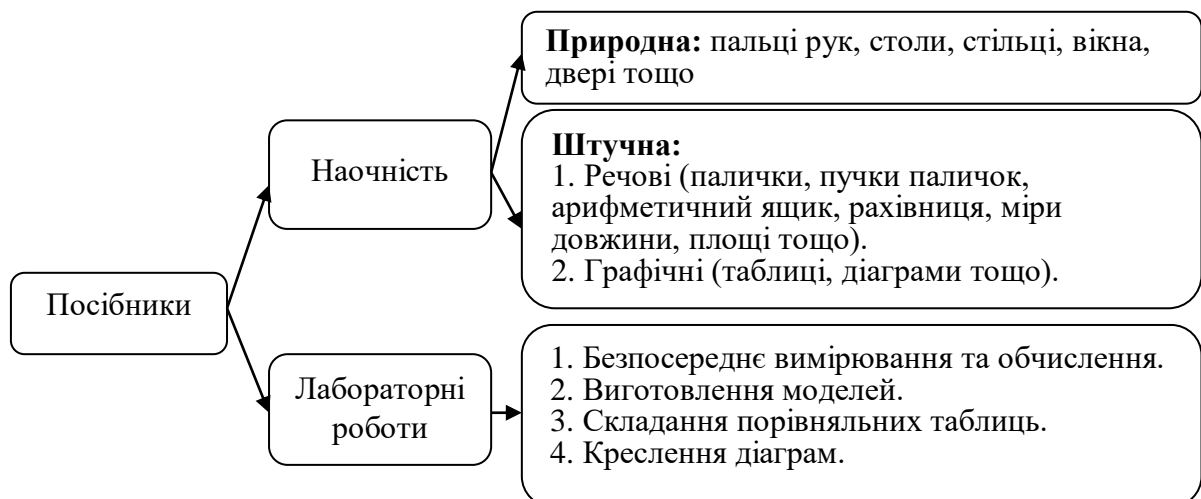 Природна: пальці рук, столи, стільці, вікна,
двері тощо
Наочність
Штучна:
1. Речові (палички, пучки паличок,
арифметичний ящик, рахівниця, міри
довжини, площі тощо).
2. Графічні (таблиці, діаграми тощо).
Посібники
Лабораторні
роботи
1. Безпосереднє вимірювання та обчислення.
2. Виготовлення моделей.
3. Складання порівняльних таблиць.
4. Креслення діаграм.